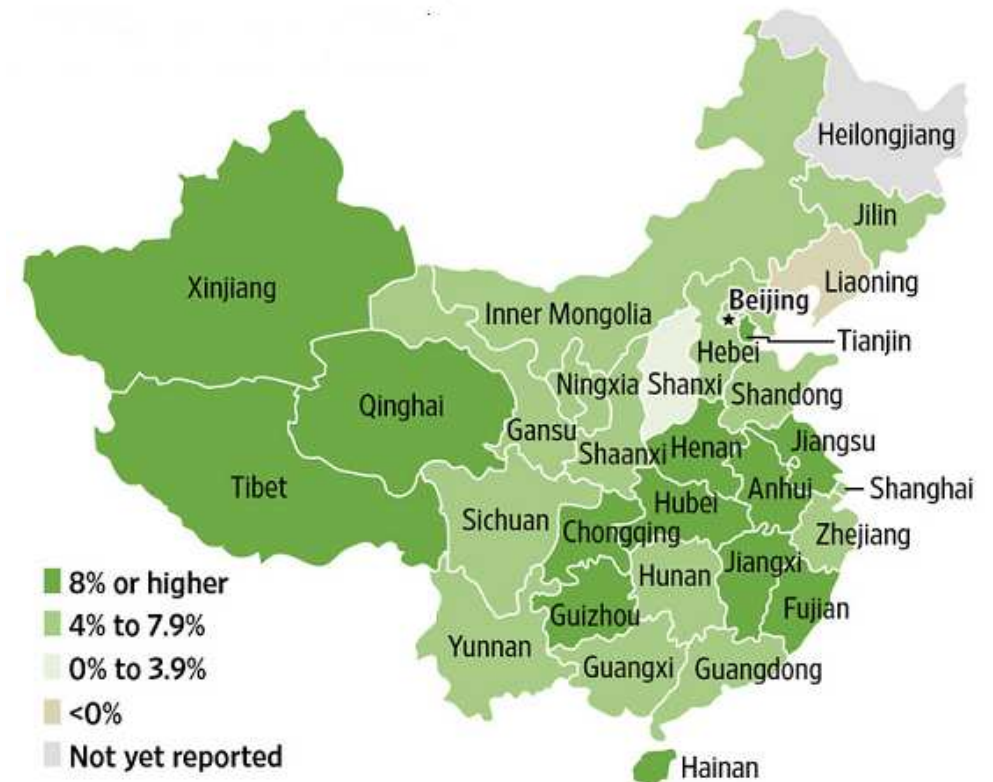 Heilongjiang
Jilin
Liaoning
Xinjiang
Inner Mongolia
Beijing
Tianjin
Hebei
Ningxia
Shanxi
Shandong
Qinghai
Gansu
Shaanxi
Henan
Jiangsu
Tibet
Anhui
Shanghai
Hubei
Sichuan
Chongqing
Zhejiang
Jiangxi
Hunan
Guizhou
Fujian
Yunnan
Guangxi
Guangdong
Hainan
8% or higher
4% to 7.9%
0% to 3.9%
<0%
Not yet reported